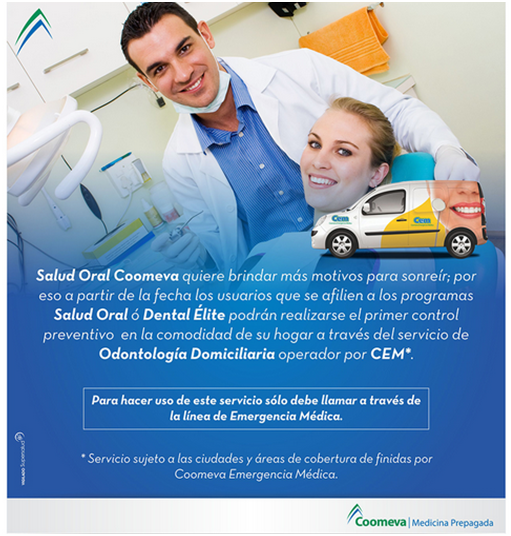 Cem
Cem
Salud Oral Coomeva quiere brindar más motivos para sonreír; por
eso a partir de la fecha los usuarios que se afilien a los programas
Salud Oral ó Dental Élite podrán realizarse el primer control
preventivo en la comodidad de su hogar a través del servicio de
Odontología Domiciliaria operador por CEM*.
Para hacer uso de este servicio sólo debe llamar a través de
la línea de Emergencia Médica.
* Servicio sujeto a las ciudades y áreas de cobertura de finidas por
Coomeva Emergencia Médica.
VIGILADO Supersalud
Coomeva | Medicina Prepagada